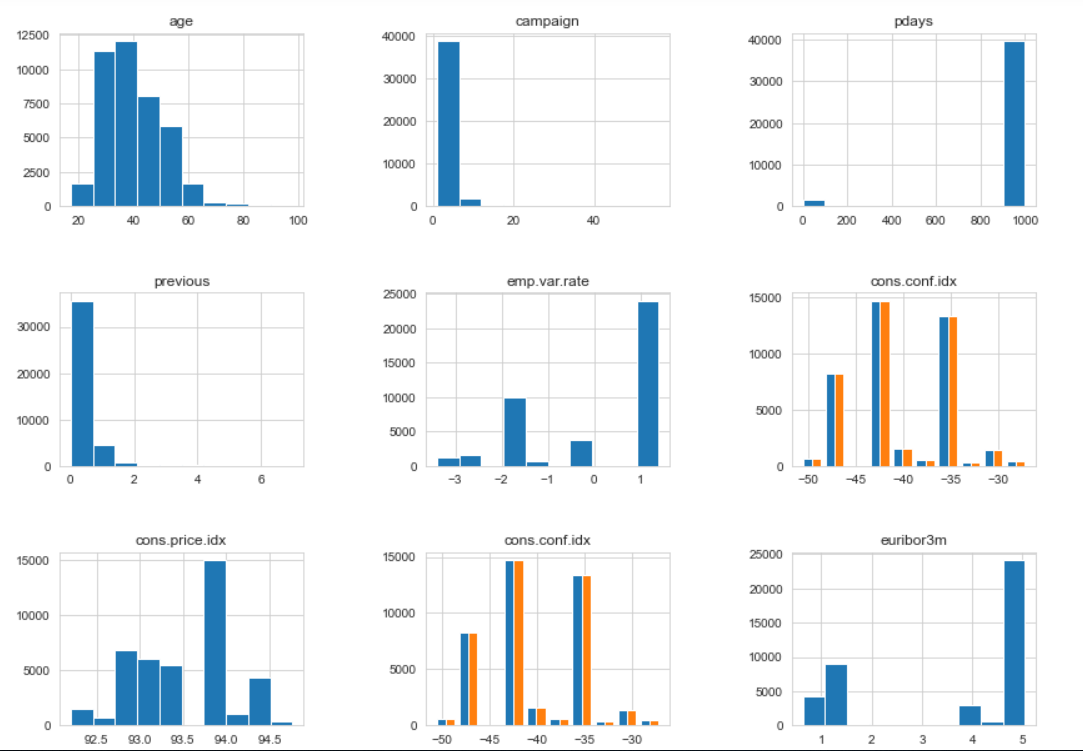 age
12500
10000
7500
5000
2500
0
20 40 60 80 100
campaign
40000
30000
20000
10000
0
0 20 40
pdays
40000
30000
20000
10000
0
0 200 400 600 800 1000
previous
30000
20000
10000
0
0 2 4 6
emp.var.rate
25000
20000
15000
10000
5000
0
−3 −2 −1 0 1
cons.conf.idx
15000
10000
5000
0
−50 −45 −40 −35 −30
cons.price.idx
15000
10000
5000
0
92.5 93.0 93.5 94.0 94.5
cons.conf.idx
15000
10000
5000
0
−50 −45 −40 −35 −30
euribor3m
25000
20000
15000
10000
5000
0
1 2 3 4 5